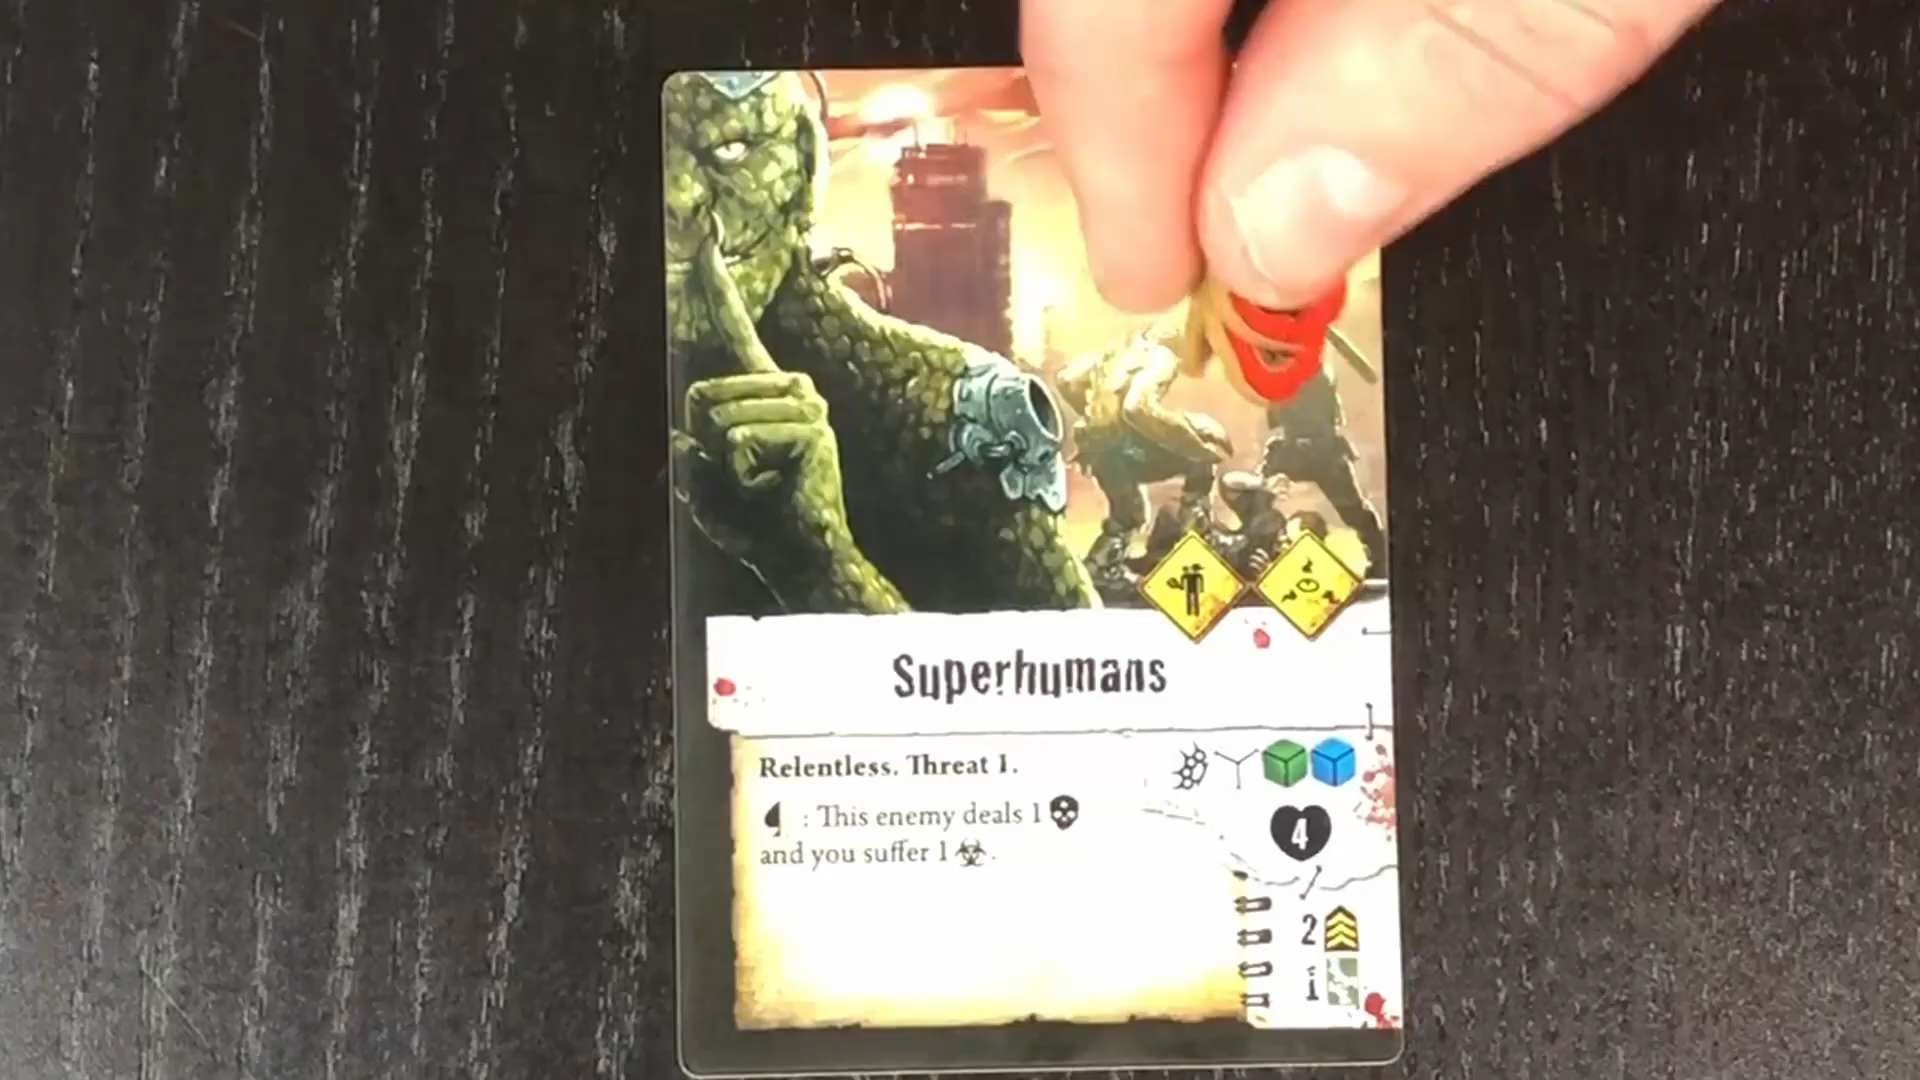 Superhumans
Relentless. Threat 1.
: This enemy deals 1
and you suffer 1 .
4
2
1